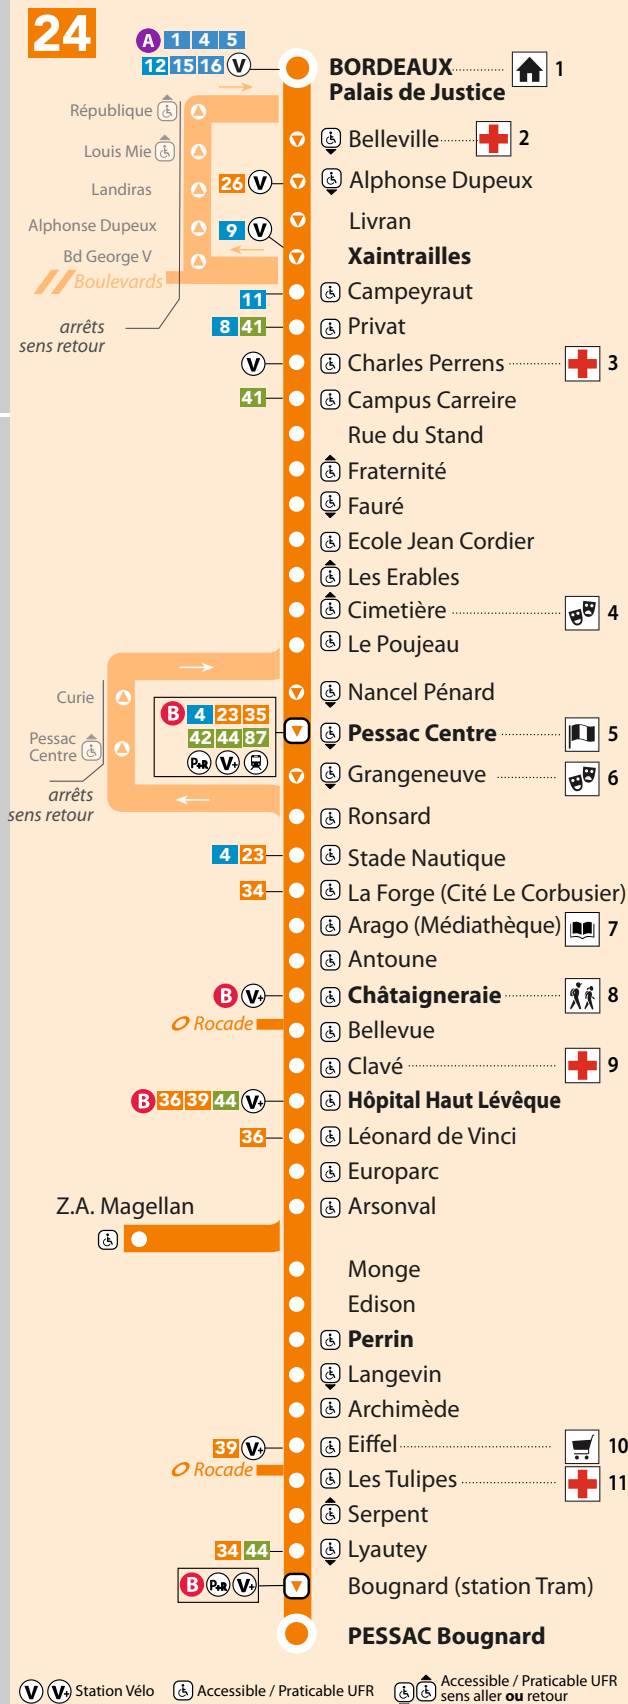 24
A 1 4 5
12 15 16 V
BORDEAUX
Palais de Justice
1
République
Belleville
2
Louis Mie
Landiras
26 V
Alphonse Dupeux
Alphonse Dupeux
Livran
9 V
Bd George V
Xaintrailles
Boulevards
11
Campeyraut
arrêts
sens retour
8 41
Privat
V
Charles Perrens
3
41
Campus Carreire
Rue du Stand
Fraternité
Fauré
Ecole Jean Cordier
Les Erables
Cimetière
4
Le Poujeau
Curie
Nancel Pénard
B 4 23 35
42 44 87
P+R V+
Pessac Centre
5
Pessac
Centre
Grangeneuve
6
arrêts
sens retour
Ronsard
4 23
Stade Nautique
34
La Forge (Cité Le Corbusier)
Arago (Médiathèque)
7
Antoune
B V+
Châtaigneraie
8
Rocade
Bellevue
Clavé
9
B 36 39 44 V+
Hôpital Haut Lévêque
36
Léonard de Vinci
Europarc
Z.A. Magellan
Arsonval
Monge
Edison
Perrin
Langevin
Archimède
39 V+
Eiffel
10
Rocade
Les Tulipes
11
Serpent
34 44
Lyautey
B P+R V+
Bougnard (station Tram)
PESSAC Bougnard
V V+ Station Vélo
Accessible / Praticable UFR
Accessible / Praticable UFR
sens aller ou retour